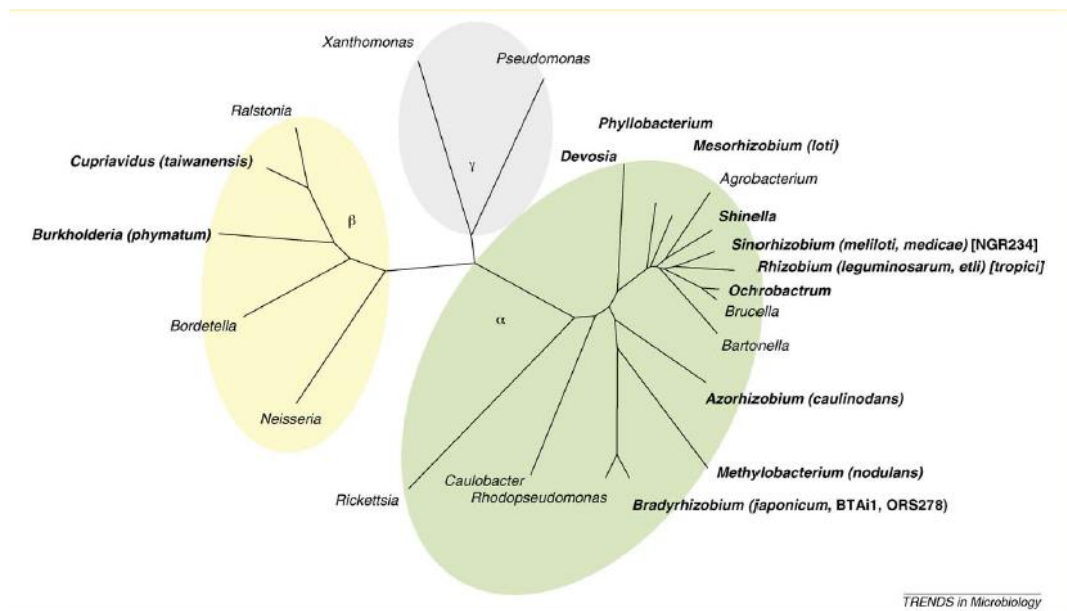 Xanthomonas
Pseudomonas
Ralstonia
Phyllobacterium
Cupriavidus (taiwanensis)
Devosia
Mesorhizobium (loti)
γ
Agrobacterium
β
Shinella
Burkholderia (phymatum)
Sinorhizobium (meliloti, medicae) [NGR234]
Rhizobium (leguminosarum, etli) [tropici]
Ochrobactrum
Brucella
Bordetella
α
Bartonella
Azorhizobium (caulinodans)
Neisseria
Methylobacterium (nodulans)
Caulobacter
Rickettsia
Rhodopseudomonas
Bradyrhizobium (japonicum, BTAi1, ORS278)
TRENDS in Microbiology